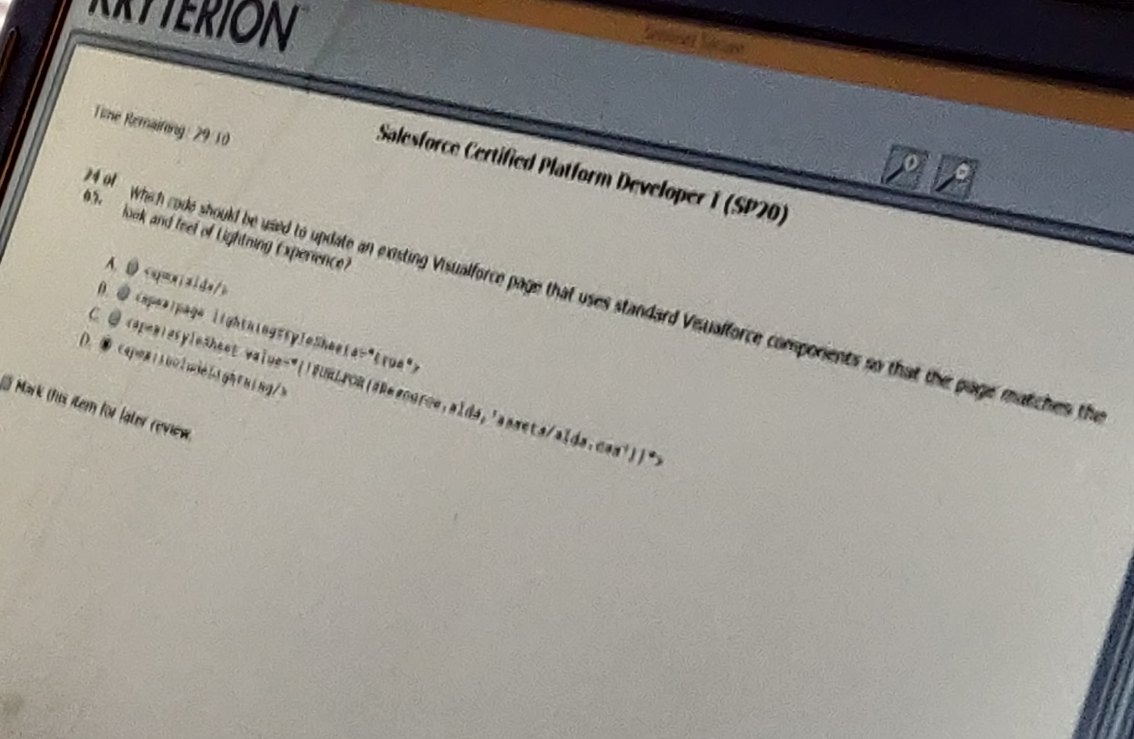 KRYTERION
Time Remaining: 29:10
Salesforce Certified Platform Developer 1 (SP20)
24 of
65.
Which code should be used to update an existing Visualforce page that uses standard Visualforce components so that the page matches the
look and feel of Lightning Experience?
A. <apex:slds/>
B. <apex:page lightningStyleSheets="true">
C. <apex:styleSheet value="{!$URLFOR($Resource.slds,'assets/slds.css')}">
D. <apex:includeLightning/>
Mark this item for later review.